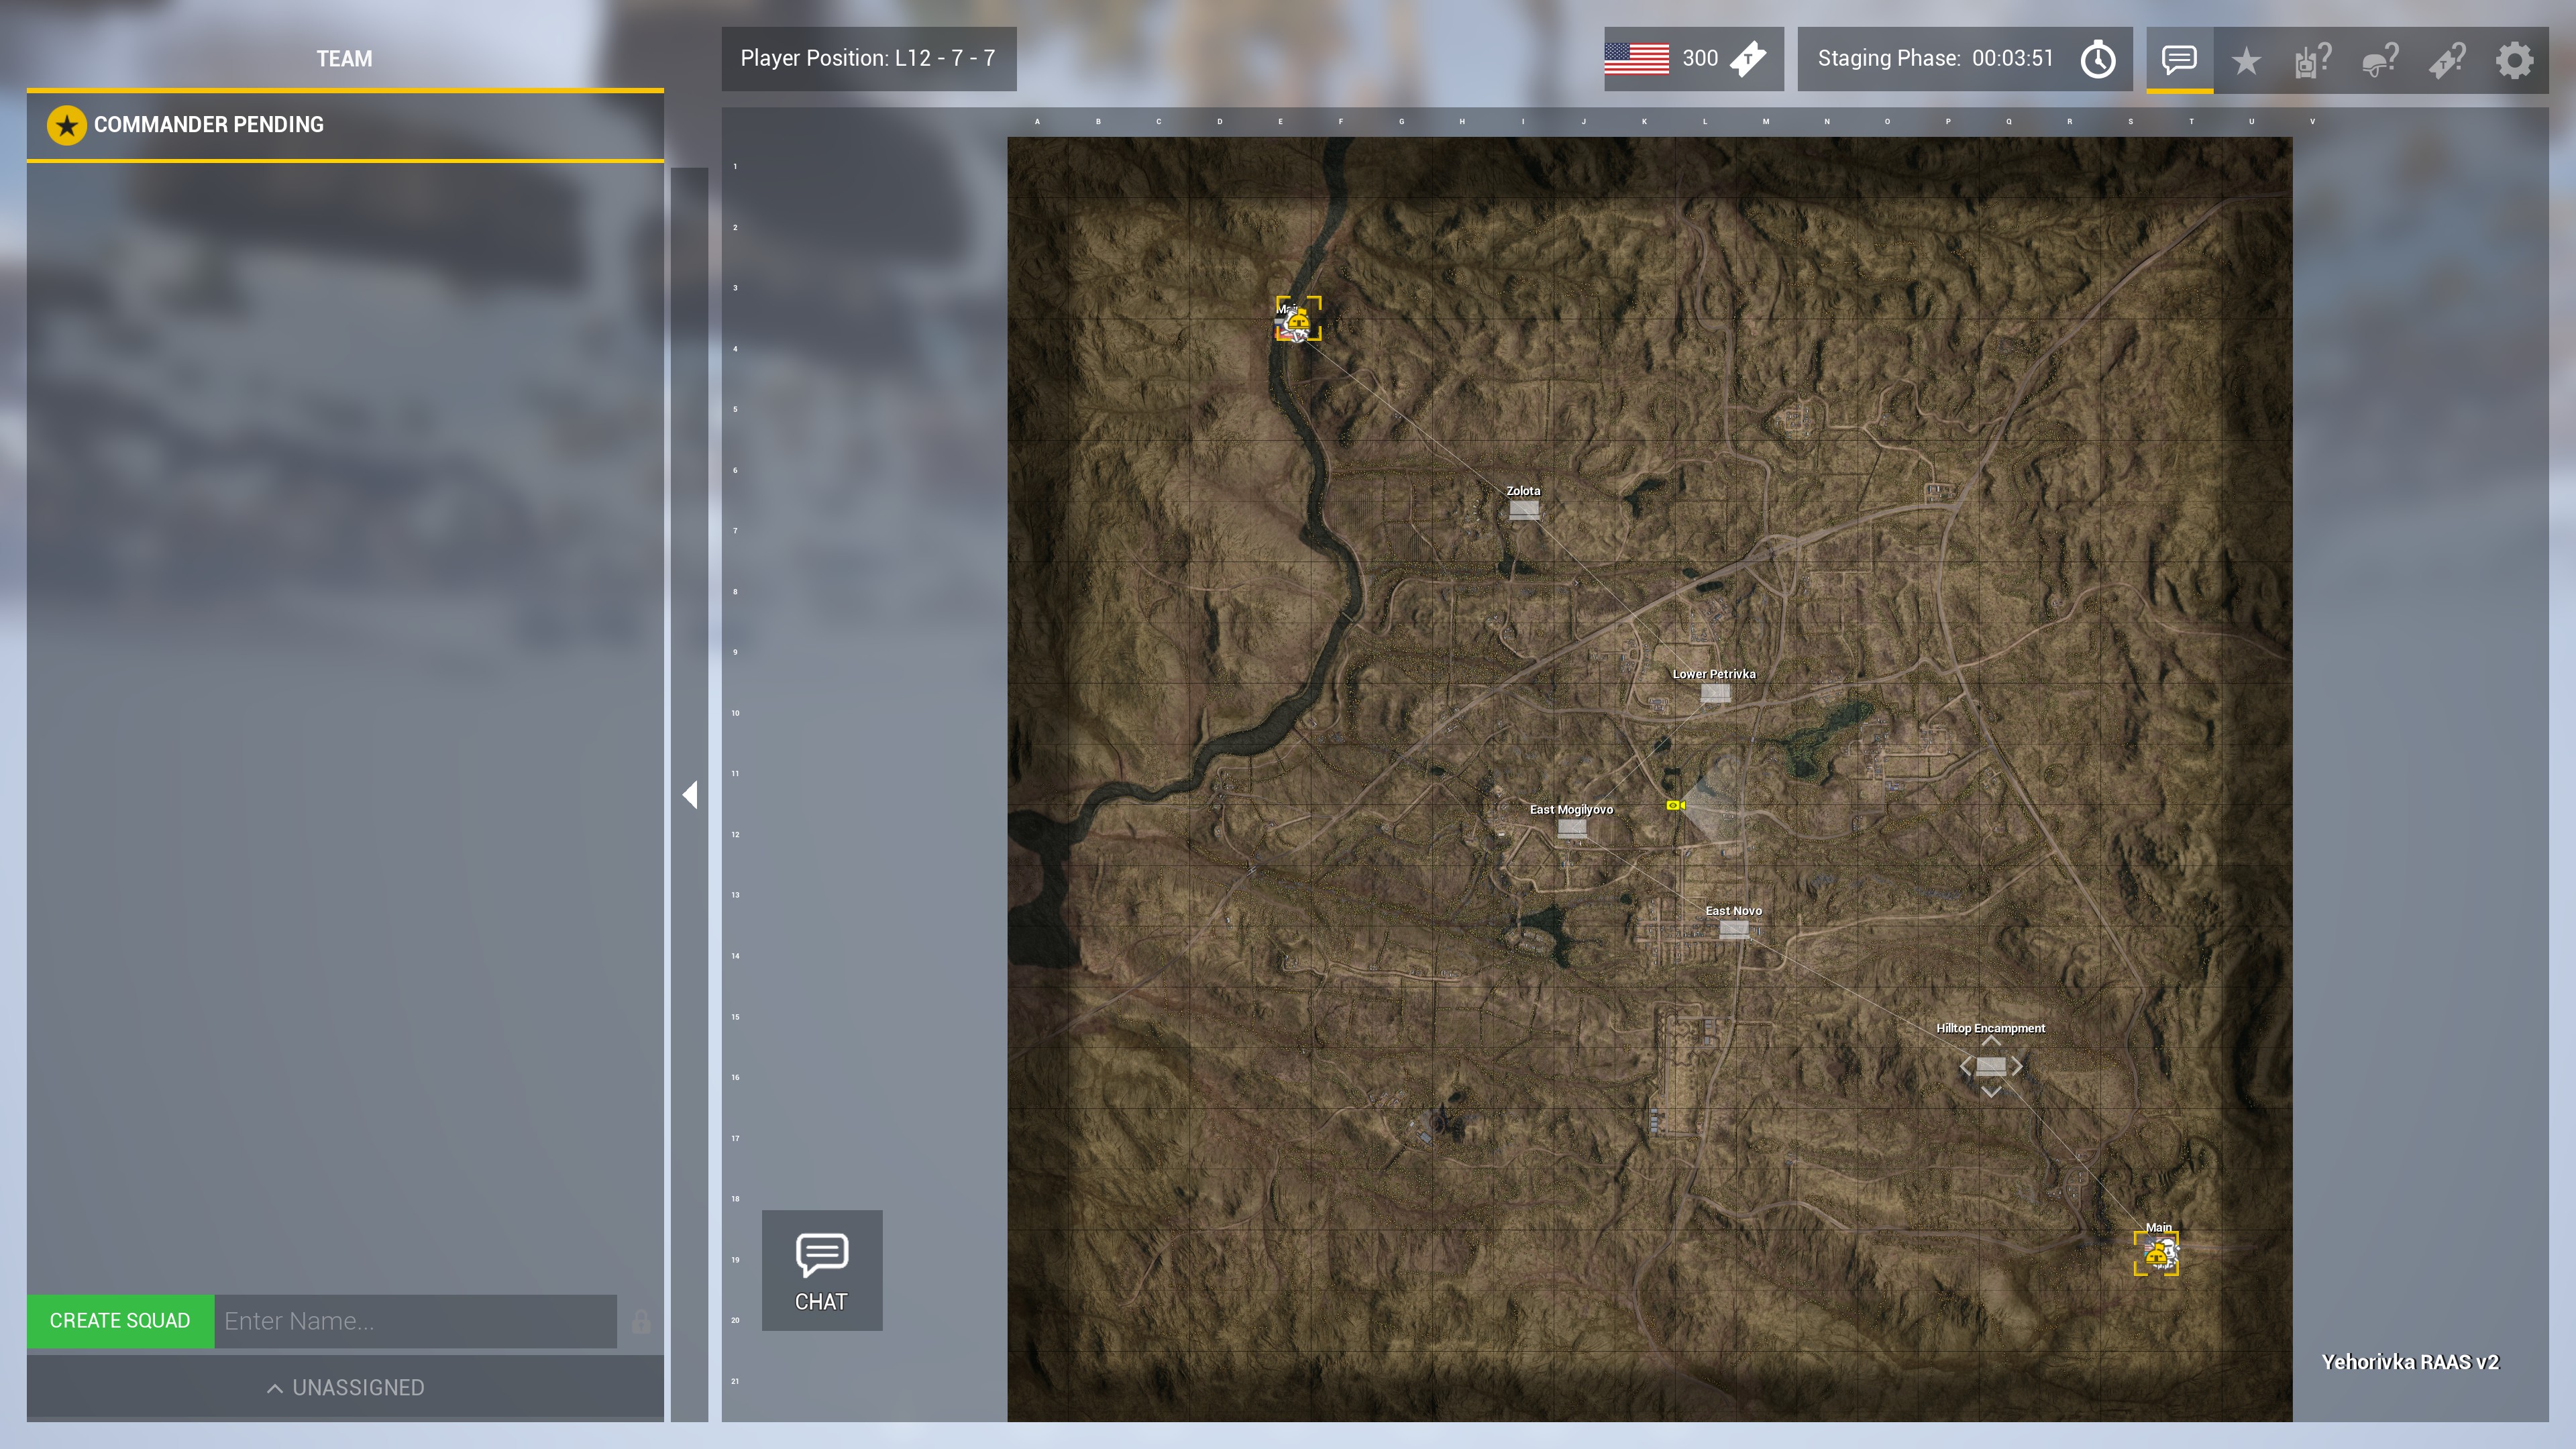 TEAM
Player Position: L12 - 7 - 7
300
T
Staging Phase: 00:03:51
? ? T?
COMMANDER PENDING
A B C D E F G H I J K L M N O P Q R S T U V
1
2
3
Main
4
5
6
Zolota
7
8
9
Lower Petrivka
10
11
East Mogilyovo
12
13
East Novo
14
15
Hilltop Encampment
16
17
18
Main
19
CHAT
20
21
CREATE SQUAD
Enter Name...
UNASSIGNED
Yehorivka RAAS v2